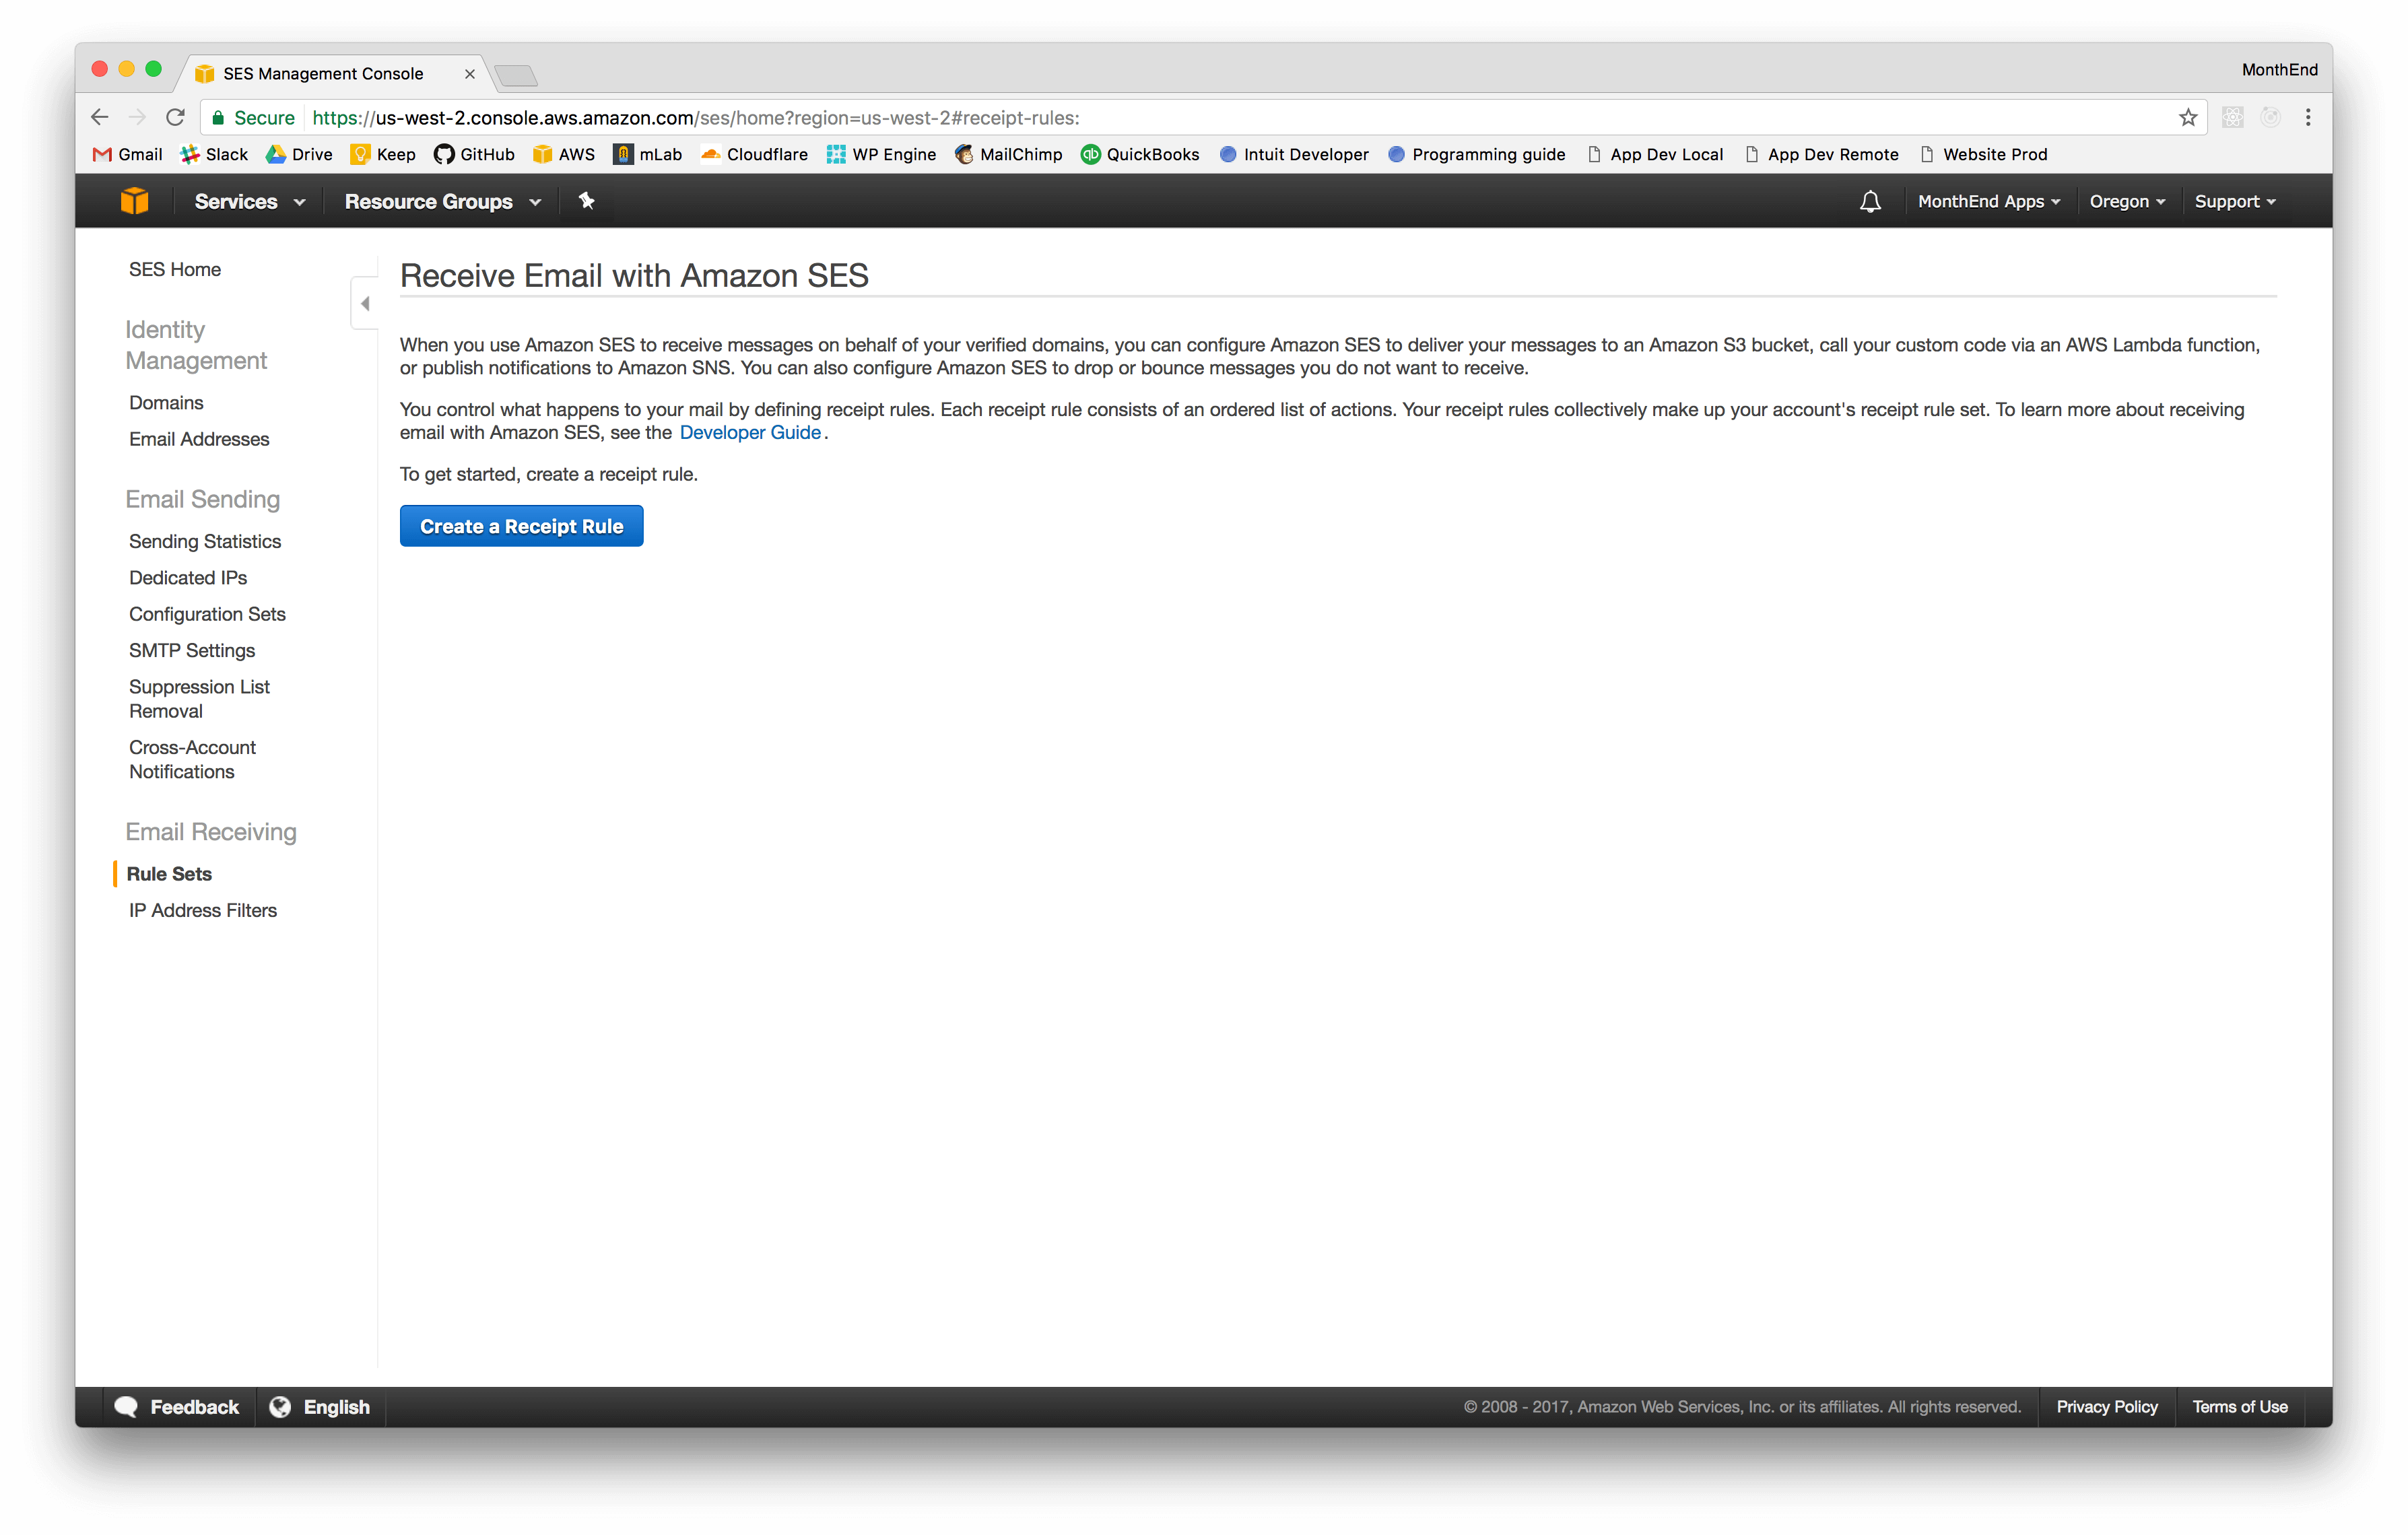 SES Management Console
MonthEnd
Secure https://us-west-2.console.aws.amazon.com/ses/home?region=us-west-2#receipt-rules:
Gmail Slack Drive Keep GitHub AWS mLab Cloudflare WP Engine MailChimp qb QuickBooks Intuit Developer Programming guide App Dev Local App Dev Remote Website Prod
Services Resource Groups MonthEnd Apps Oregon Support
SES Home
Identity
Management
Domains
Email Addresses
Email Sending
Sending Statistics
Dedicated IPs
Configuration Sets
SMTP Settings
Suppression List
Removal
Cross-Account
Notifications
Email Receiving
Rule Sets
IP Address Filters
Receive Email with Amazon SES
When you use Amazon SES to receive messages on behalf of your verified domains, you can configure Amazon SES to deliver your messages to an Amazon S3 bucket, call your custom code via an AWS Lambda function,
or publish notifications to Amazon SNS. You can also configure Amazon SES to drop or bounce messages you do not want to receive.
You control what happens to your mail by defining receipt rules. Each receipt rule consists of an ordered list of actions. Your receipt rules collectively make up your account's receipt rule set. To learn more about receiving
email with Amazon SES, see the Developer Guide.
To get started, create a receipt rule.
Create a Receipt Rule
Feedback English © 2008 - 2017, Amazon Web Services, Inc. or its affiliates. All rights reserved. Privacy Policy Terms of Use